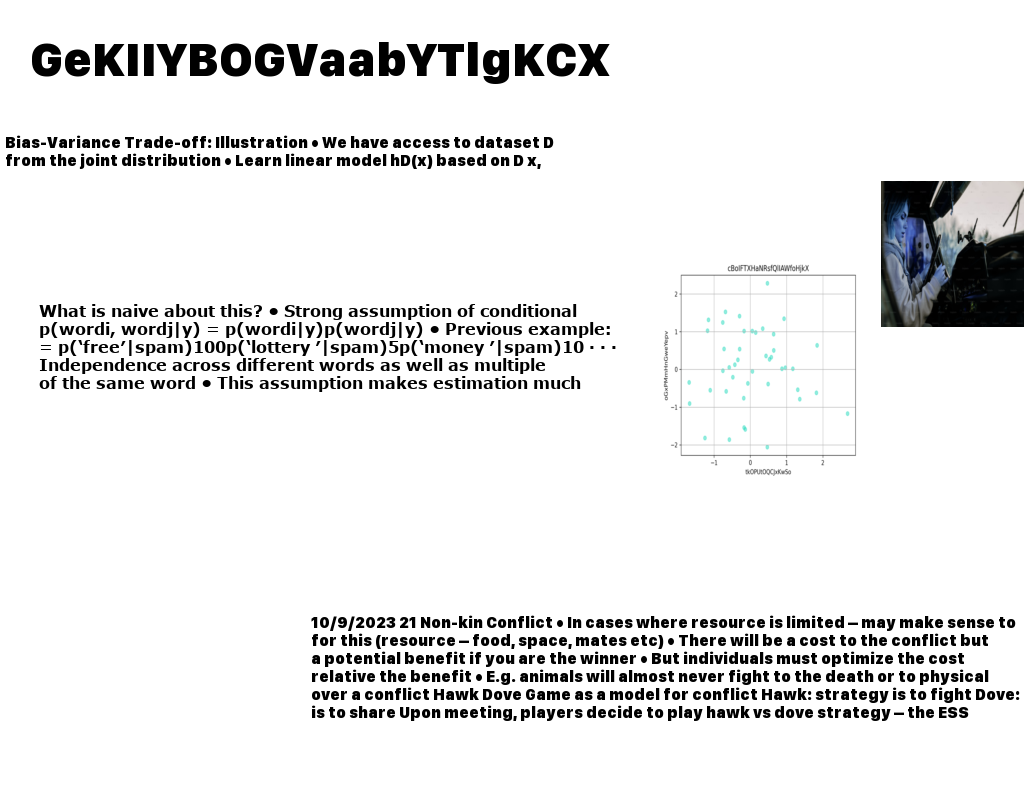 GeKIIYBOGVaabYTlgKCX
Bias-Variance Trade-off: Illustration • We have access to dataset D
from the joint distribution • Learn linear model hD(x) based on D x,
What is naive about this? • Strong assumption of conditional
p(wordi, wordj|y) = p(wordi|y)p(wordj|y) • Previous example:
= p(‘free’|spam)100p(‘lottery ’|spam)5p(‘money ’|spam)10 · · ·
Independence across different words as well as multiple
of the same word • This assumption makes estimation much
2
1
0
−1
−2
−1 0 1 2
10/9/2023 21 Non-kin Conflict • In cases where resource is limited – may make sense to
for this (resource – food, space, mates etc) • There will be a cost to the conflict but
a potential benefit if you are the winner • But individuals must optimize the cost
relative the benefit • E.g. animals will almost never fight to the death or to physical
over a conflict Hawk Dove Game as a model for conflict Hawk: strategy is to fight Dove:
is to share Upon meeting, players decide to play hawk vs dove strategy – the ESS